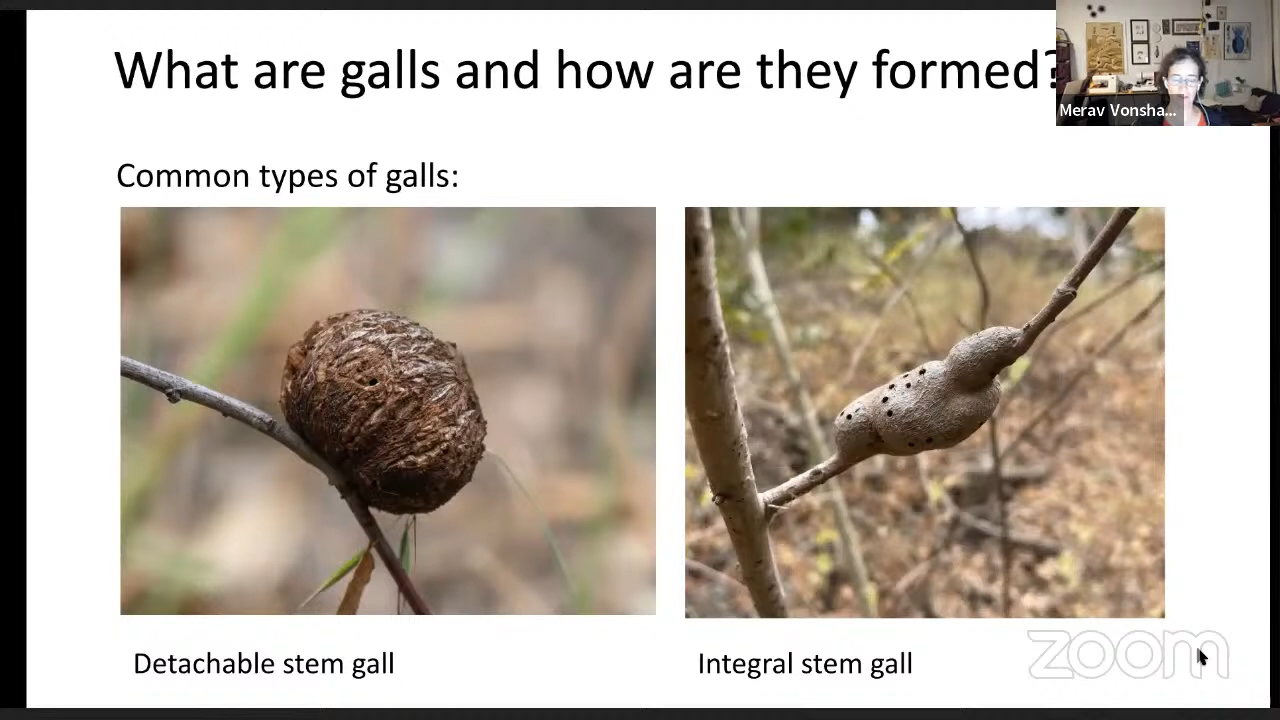 What are galls and how are they formed?
Merav Vonsha...
Common types of galls:
Detachable stem gall
Integral stem gall
zoom